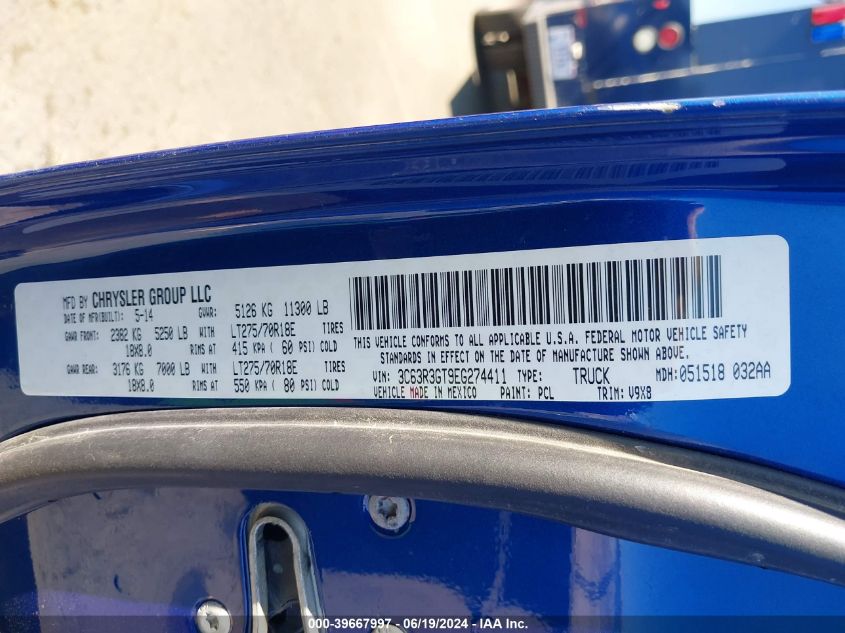 MFD BY CHRYSLER GROUP LLC
DATE OF MFR(BUILT): 5-14 GVWR: 5126 KG 11300 LB
GAWR FRONT: 2382 KG 5250 LB WITH LT275/70R18E TIRES
18X8.0 RIMS AT 415 KPA ( 60 PSI) COLD
GAWR REAR: 3176 KG 7000 LB WITH LT275/70R18E TIRES
18X8.0 RIMS AT 550 KPA ( 80 PSI) COLD
THIS VEHICLE CONFORMS TO ALL APPLICABLE U.S.A. FEDERAL MOTOR VEHICLE SAFETY
STANDARDS IN EFFECT ON THE DATE OF MANUFACTURE SHOWN ABOVE.
VIN: 3C63R3GT9EG274411 TYPE: TRUCK MDH: 051518 032AA
VEHICLE MADE IN MEXICO PAINT: PCL TRIM: V9X8
000-39667997 - 06/19/2024 - IAA Inc.